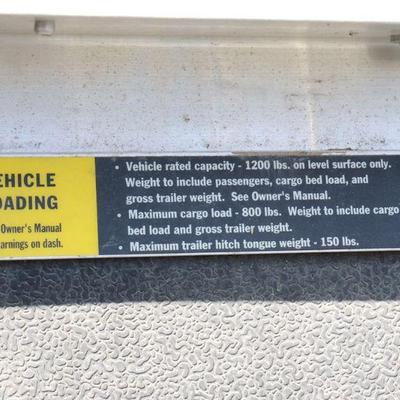 EHICLE
OADING
Owner's Manual
arnings on dash.
• Vehicle rated capacity - 1200 lbs. on level surface only.
Weight to include passengers, cargo bed load, and
gross trailer weight. See Owner's Manual.
• Maximum cargo load - 800 lbs. Weight to include cargo
bed load and gross trailer weight.
• Maximum trailer hitch tongue weight - 150 lbs.